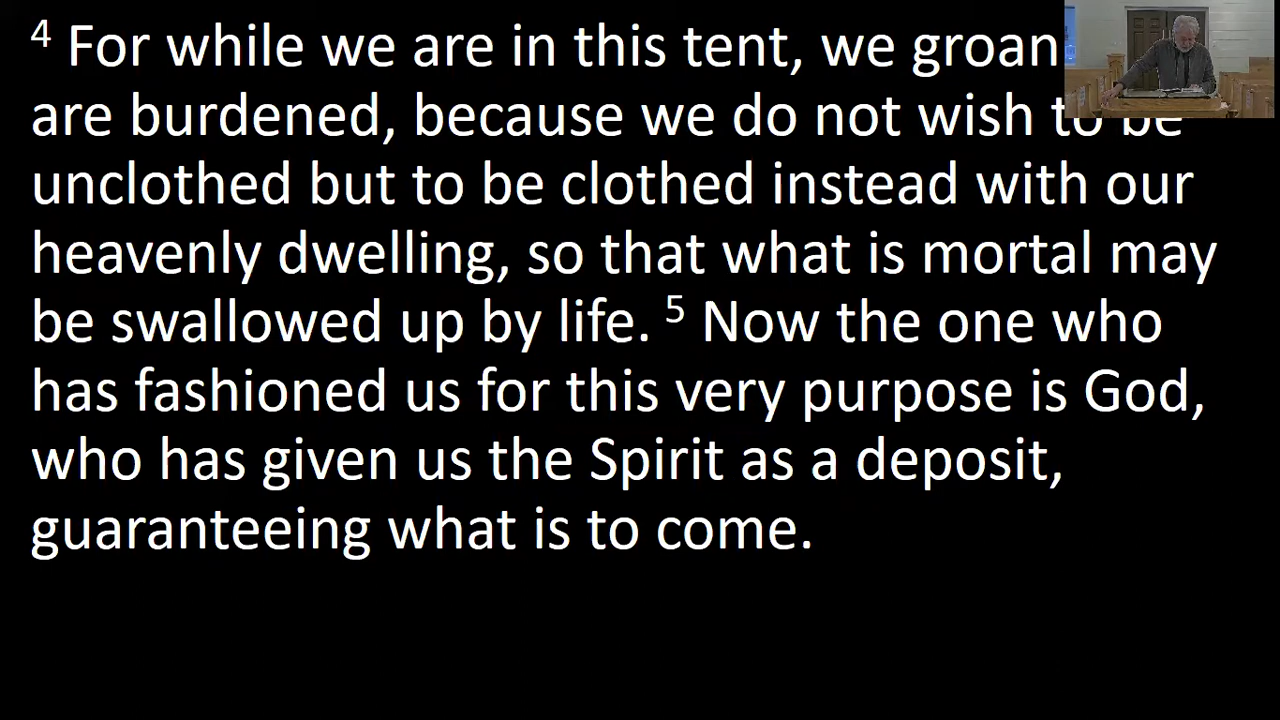 4 For while we are in this tent, we groan
are burdened, because we do not wish to be
unclothed but to be clothed instead with our
heavenly dwelling, so that what is mortal may
be swallowed up by life. 5 Now the one who
has fashioned us for this very purpose is God,
who has given us the Spirit as a deposit,
guaranteeing what is to come.